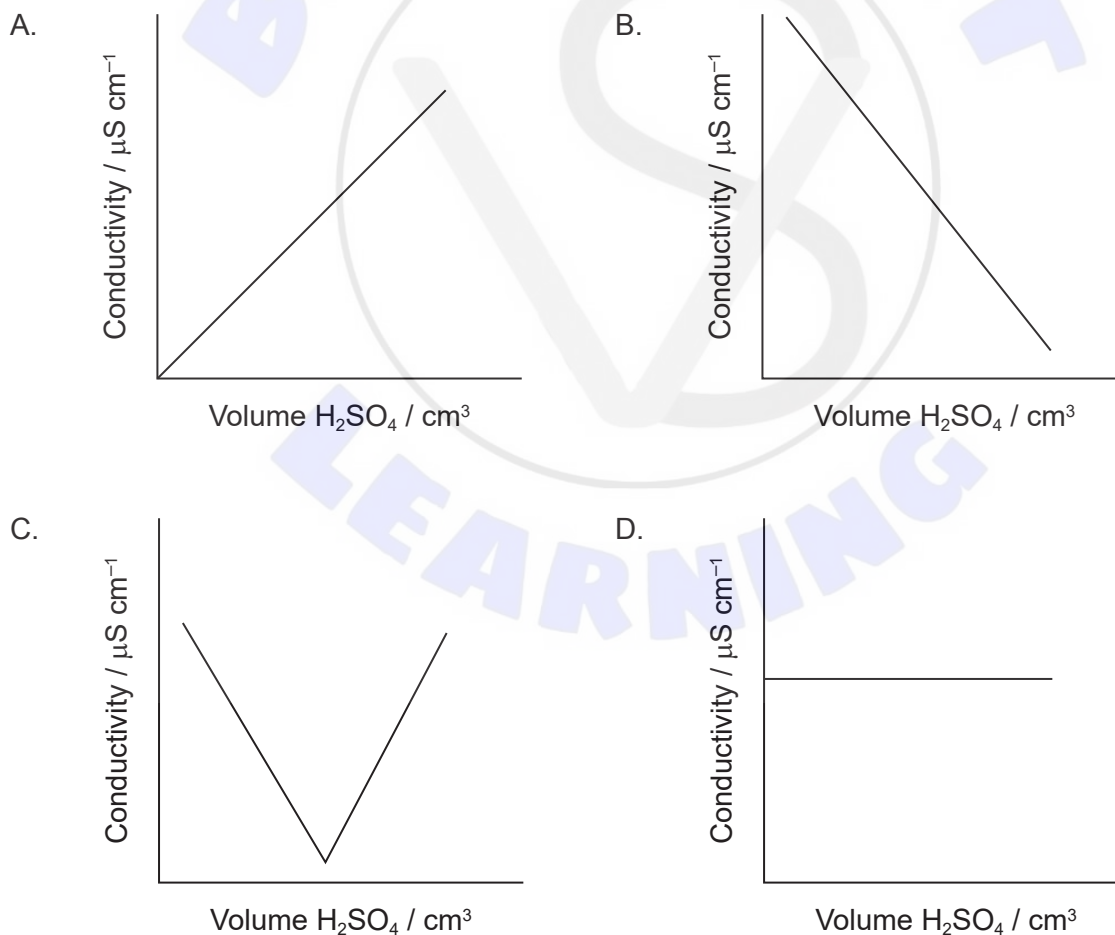 A.
Conductivity / μS cm⁻¹
Volume H₂SO₄ / cm³
B.
Conductivity / μS cm⁻¹
Volume H₂SO₄ / cm³
C.
Conductivity / μS cm⁻¹
Volume H₂SO₄ / cm³
D.
Conductivity / μS cm⁻¹
Volume H₂SO₄ / cm³
LEARNING